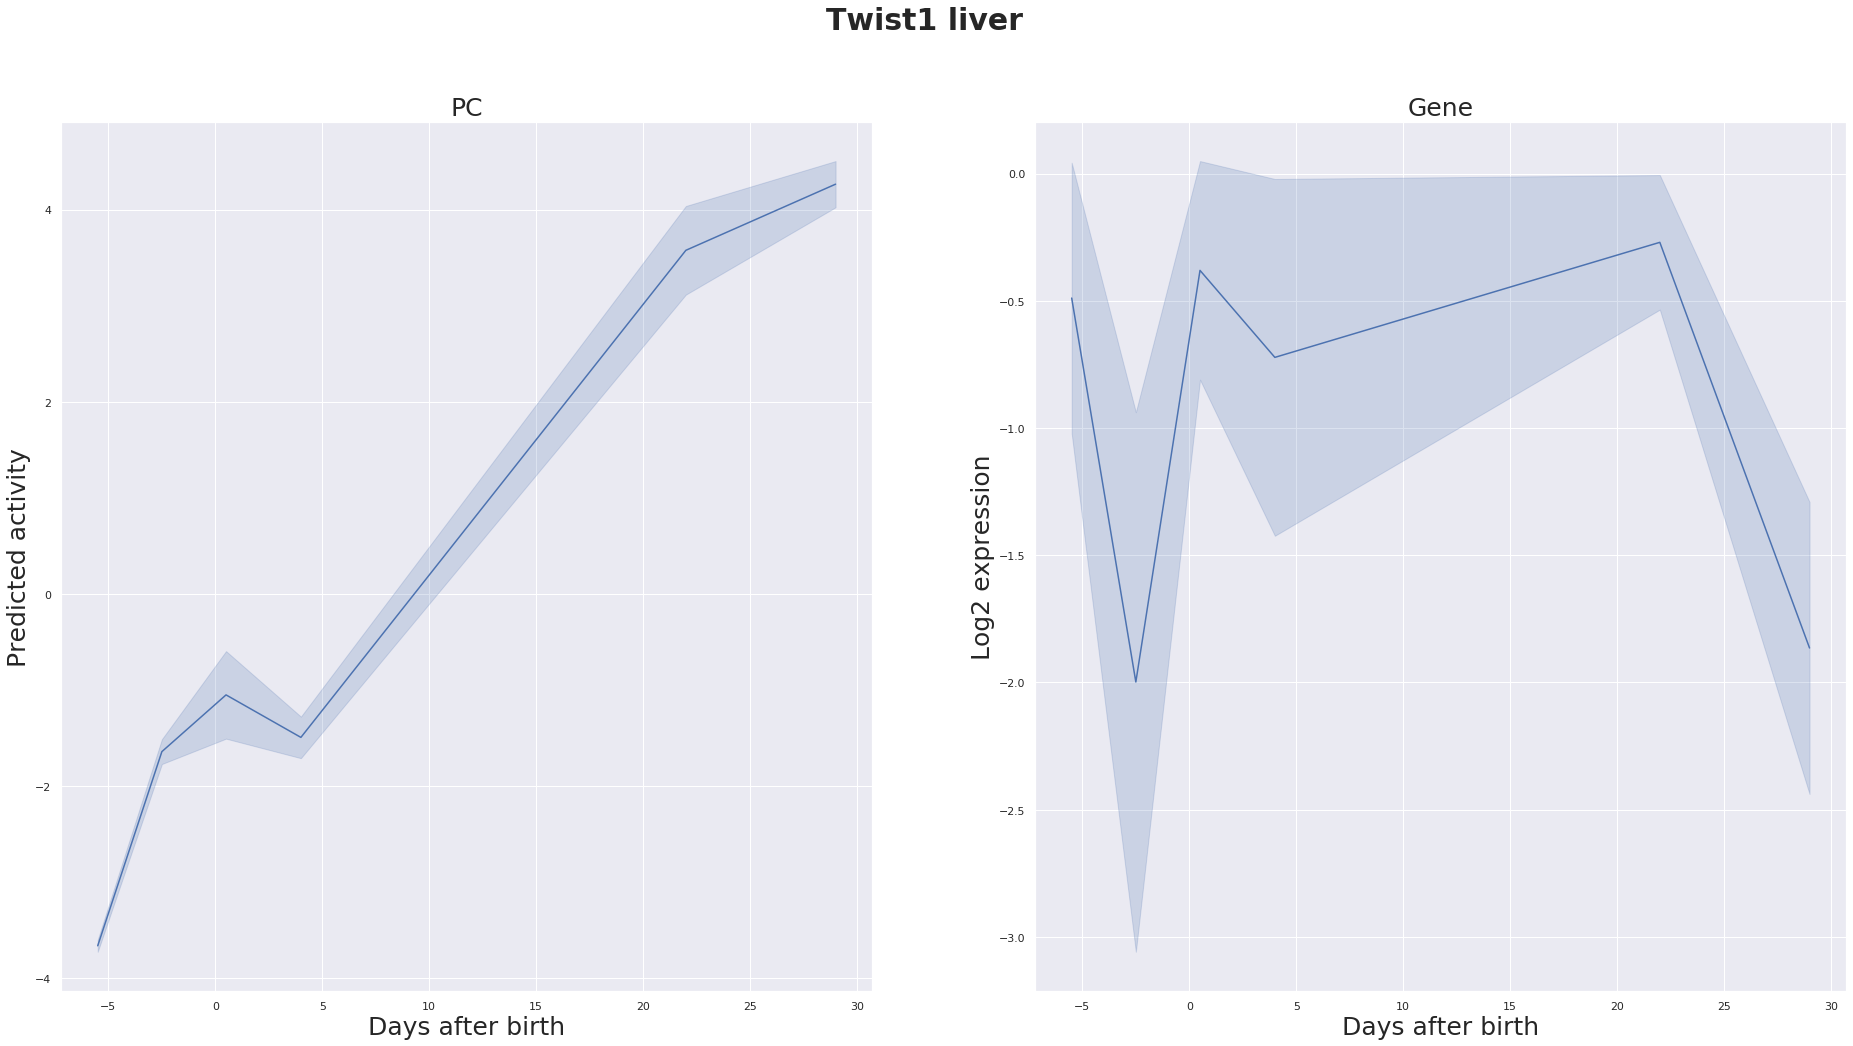 Twist1 liver
PC
Predicted activity
4
2
0
−2
−4
−5 0 5 10 15 20 25 30
Days after birth
Gene
Log2 expression
0.0
−0.5
−1.0
−1.5
−2.0
−2.5
−3.0
−5 0 5 10 15 20 25 30
Days after birth